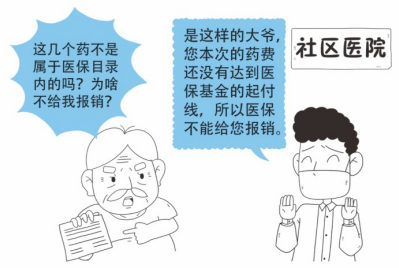 这几个药不是
属于医保目录
内的吗？为啥
不给我报销？
是这样的大爷，
您本次的药费
还没有达到医
保基金的起付
线，所以医保
不能给您报销。
社区医院